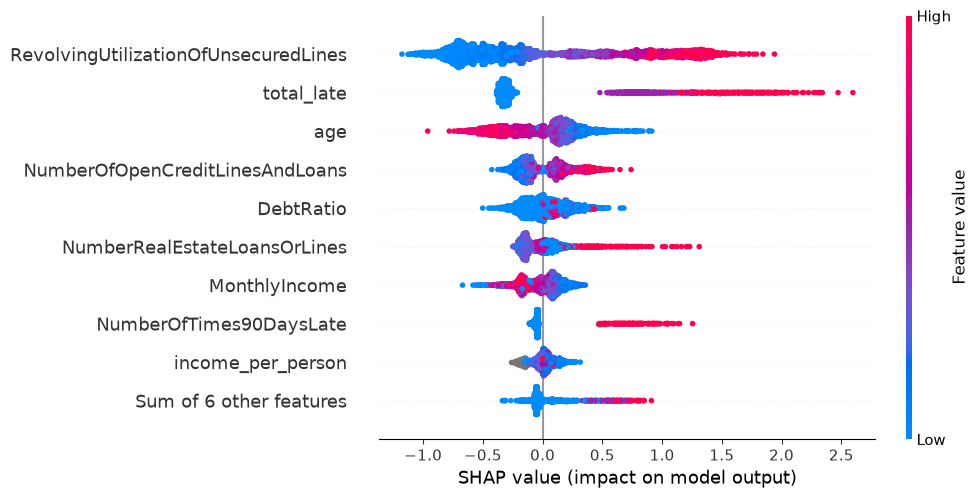 High
RevolvingUtilizationOfUnsecuredLines
total_late
age
NumberOfOpenCreditLinesAndLoans
DebtRatio
NumberRealEstateLoansOrLines
MonthlyIncome
NumberOfTimes90DaysLate
income_per_person
Sum of 6 other features
Feature value
Low
−1.0 −0.5 0.0 0.5 1.0 1.5 2.0 2.5
SHAP value (impact on model output)